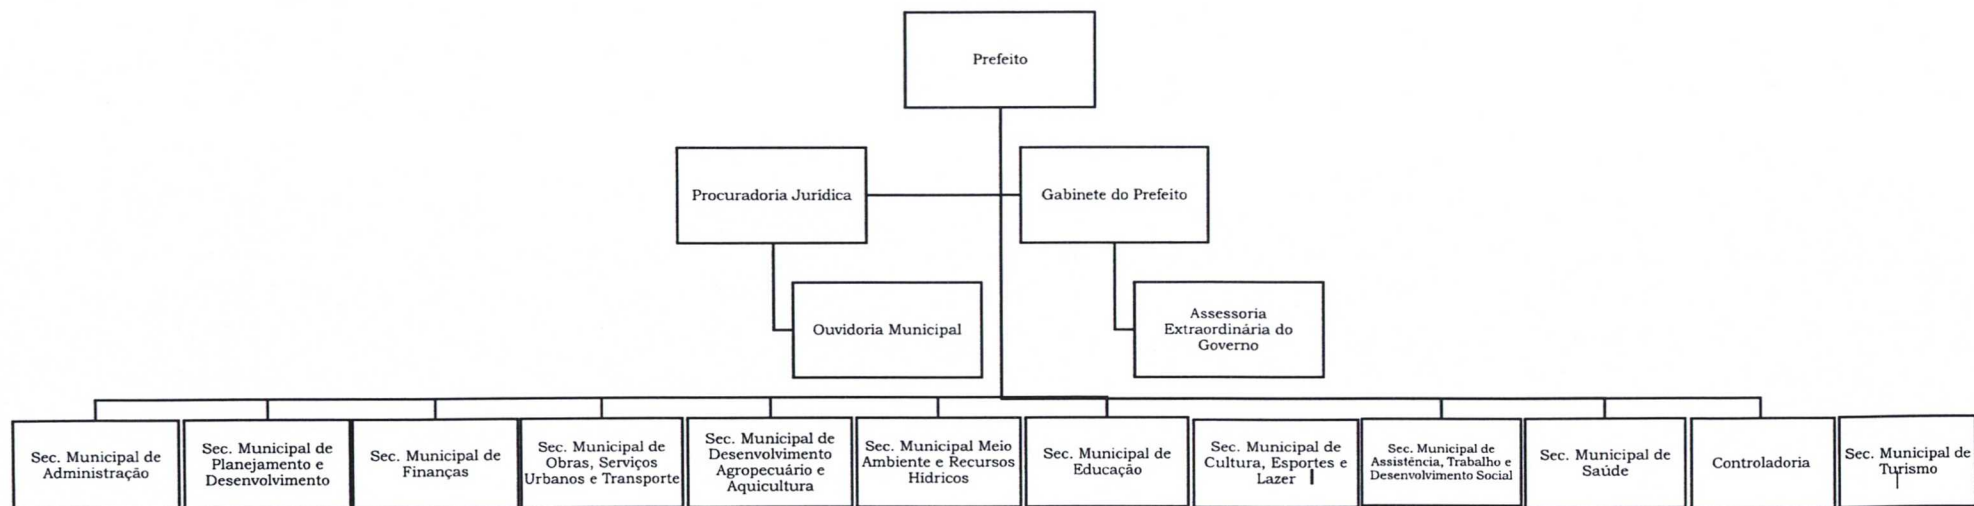 Prefeito
Procuradoria Jurídica
Gabinete do Prefeito
Ouvidoria Municipal
Assessoria
Extraordinária do
Governo
Sec. Municipal de
Administração
Sec. Municipal de
Planejamento e
Desenvolvimento
Sec. Municipal de
Finanças
Sec. Municipal de
Obras, Serviços
Urbanos e Transporte
Sec. Municipal de
Desenvolvimento
Agropecuário e
Aquicultura
Sec. Municipal Meio
Ambiente e Recursos
Hídricos
Sec. Municipal de
Educação
Sec. Municipal de
Cultura, Esportes e
Lazer
Sec. Municipal de
Assistência, Trabalho e
Desenvolvimento Social
Sec. Municipal de
Saúde
Controladoria
Sec. Municipal de
Turismo